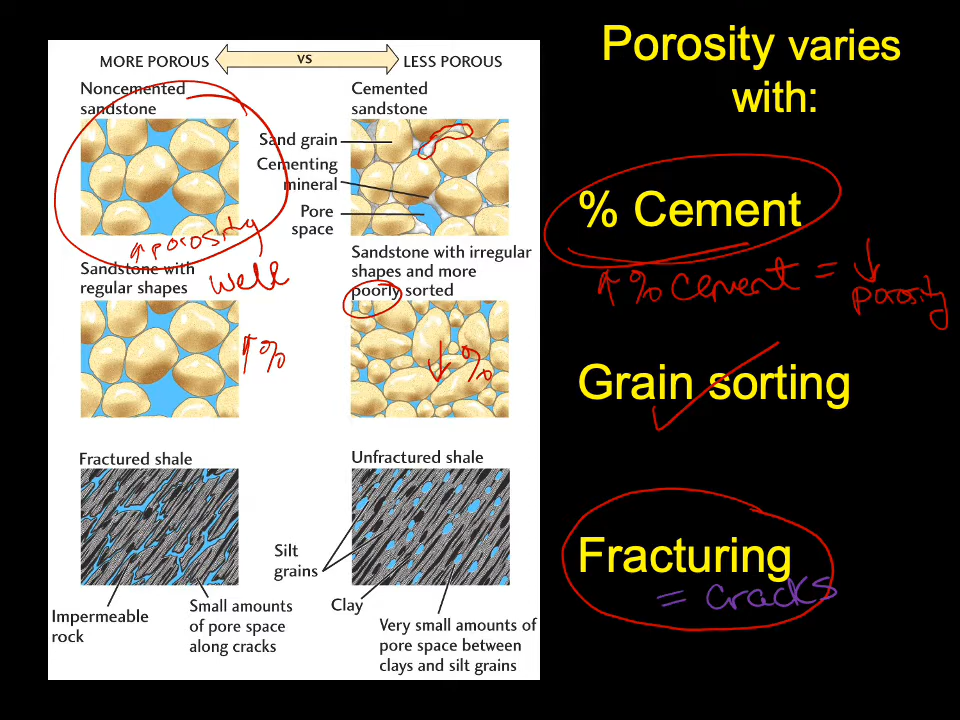 Porosity varies
with:
MORE POROUS
VS
LESS POROUS
Noncemented
sandstone
Cemented
sandstone
Sand grain
Cementing
mineral
Pore
space
↑ porosity
Sandstone with
regular shapes
well
Sandstone with irregular
shapes and more
poorly sorted
↑%
↓%
Fractured shale
Unfractured shale
Silt
grains
Impermeable
rock
Small amounts
of pore space
along cracks
Clay
Very small amounts of
pore space between
clays and silt grains
% Cement
↑ % cement = ↓
porosity
Grain sorting
Fracturing
= cracks